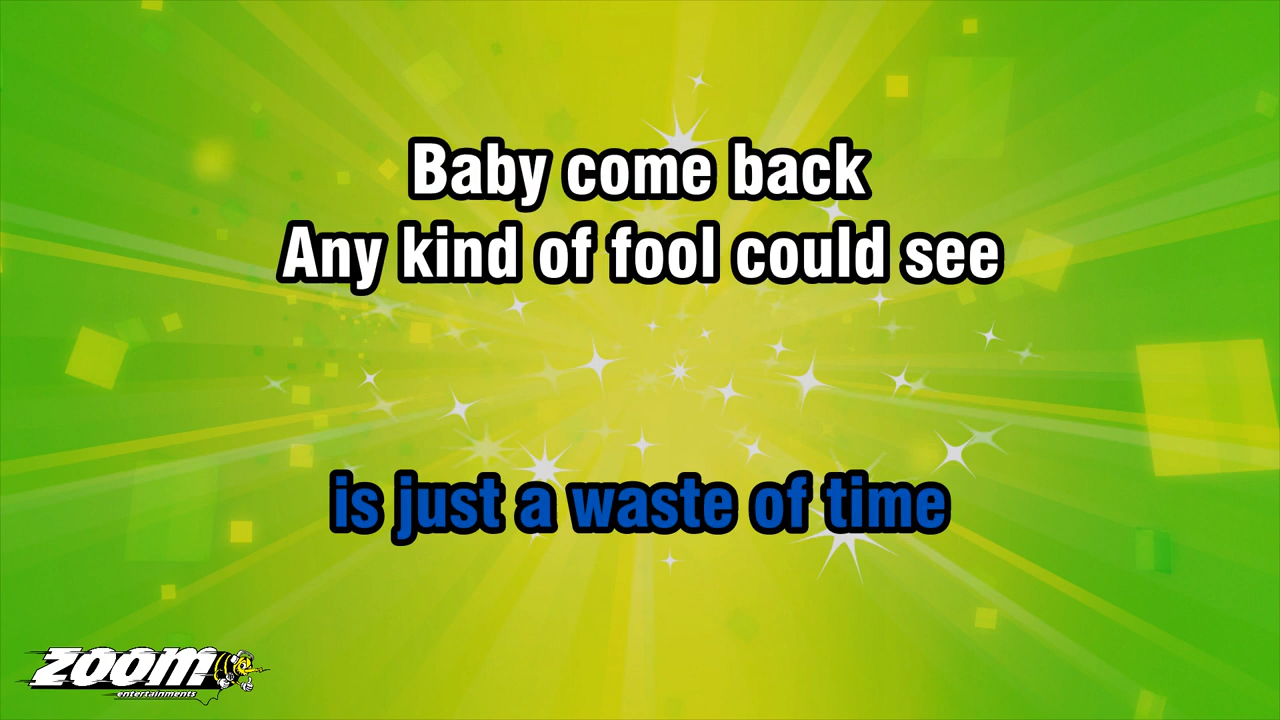 Baby come back
Any kind of fool could see
is just a waste of time
zoom
entertainments